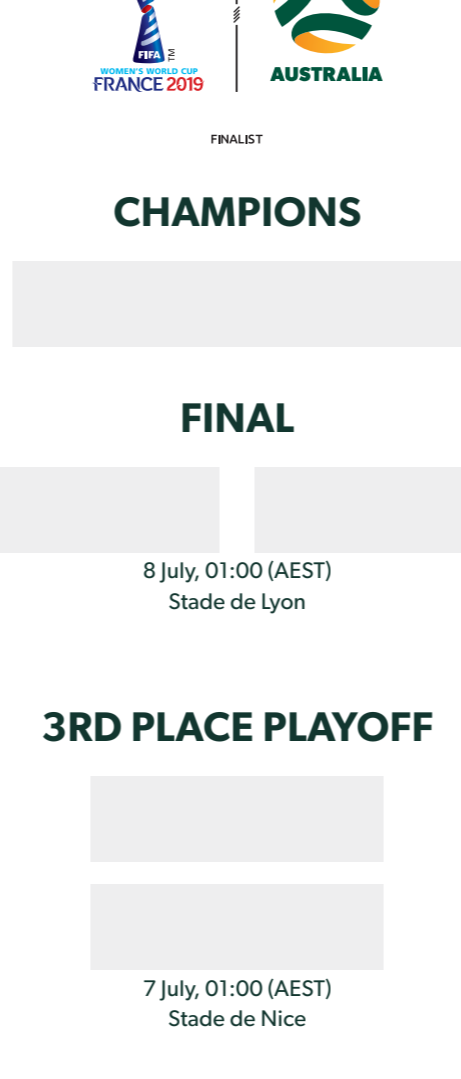 FIFA
TM
WOMEN'S WORLD CUP
FRANCE 2019
AUSTRALIA
FINALIST
CHAMPIONS
FINAL
8 July, 01:00 (AEST)
Stade de Lyon
3RD PLACE PLAYOFF
7 July, 01:00 (AEST)
Stade de Nice